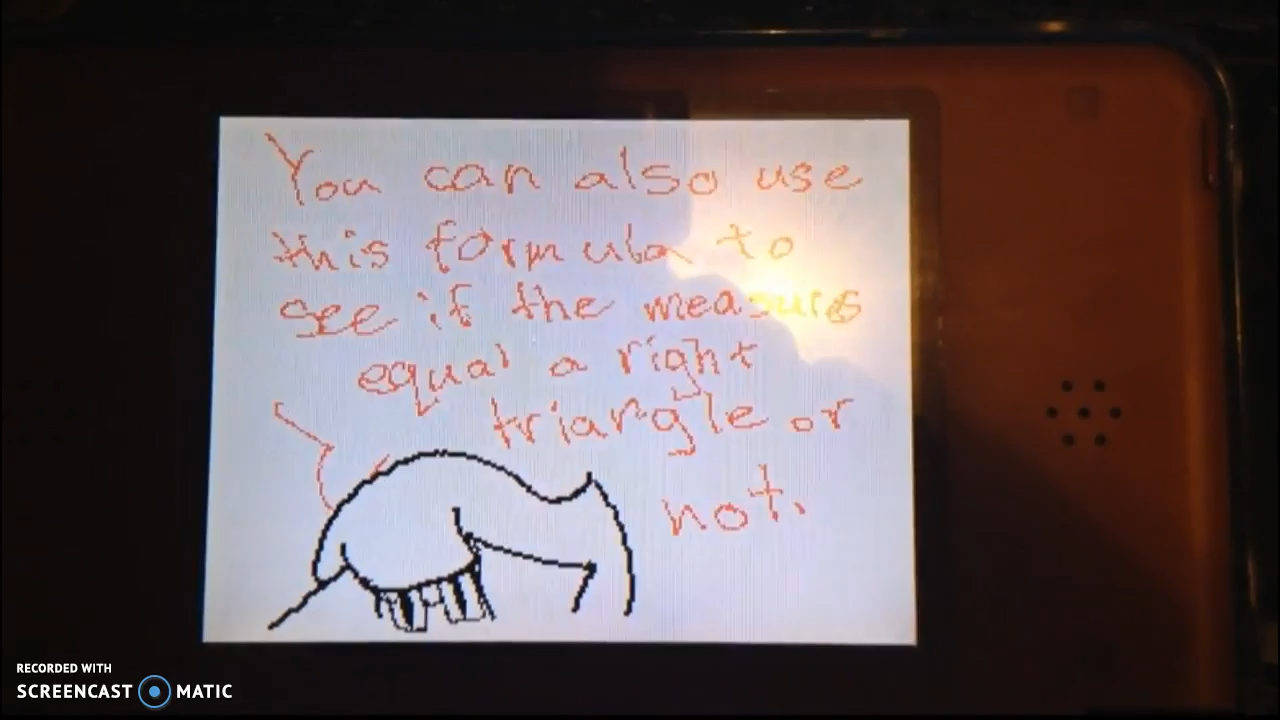 You can also use
this formula to
see if the measures
equal a right
triangle or
not.
RECORDED WITH
SCREENCAST MATIC